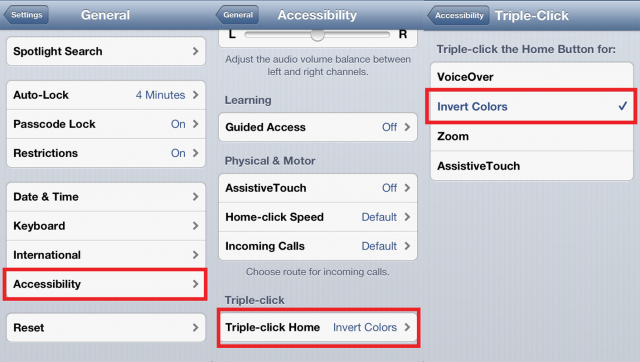 Settings
General
Spotlight Search
Auto-Lock 4 Minutes
Passcode Lock On
Restrictions On
Date & Time
Keyboard
International
Accessibility
Reset
General
Accessibility
L R
Adjust the audio volume balance between
left and right channels.
Learning
Guided Access Off
Physical & Motor
AssistiveTouch Off
Home-click Speed Default
Incoming Calls Default
Choose route for incoming calls.
Triple-click
Triple-click Home Invert Colors
Accessibility
Triple-Click
Triple-click the Home Button for:
VoiceOver
Invert Colors
Zoom
AssistiveTouch